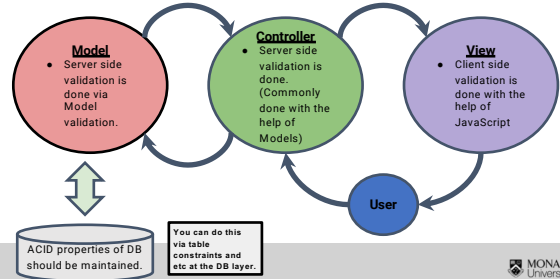 Model
● Server side
validation is
done via
Model
validation.
Controller
● Server side
validation is
done.
(Commonly
done with the
help of
Models)
View
● Client side
validation is
done with the
help of
JavaScript
User
ACID properties of DB
should be maintained.
You can do this
via table
constraints and
etc at the DB layer.
MONA
Univers